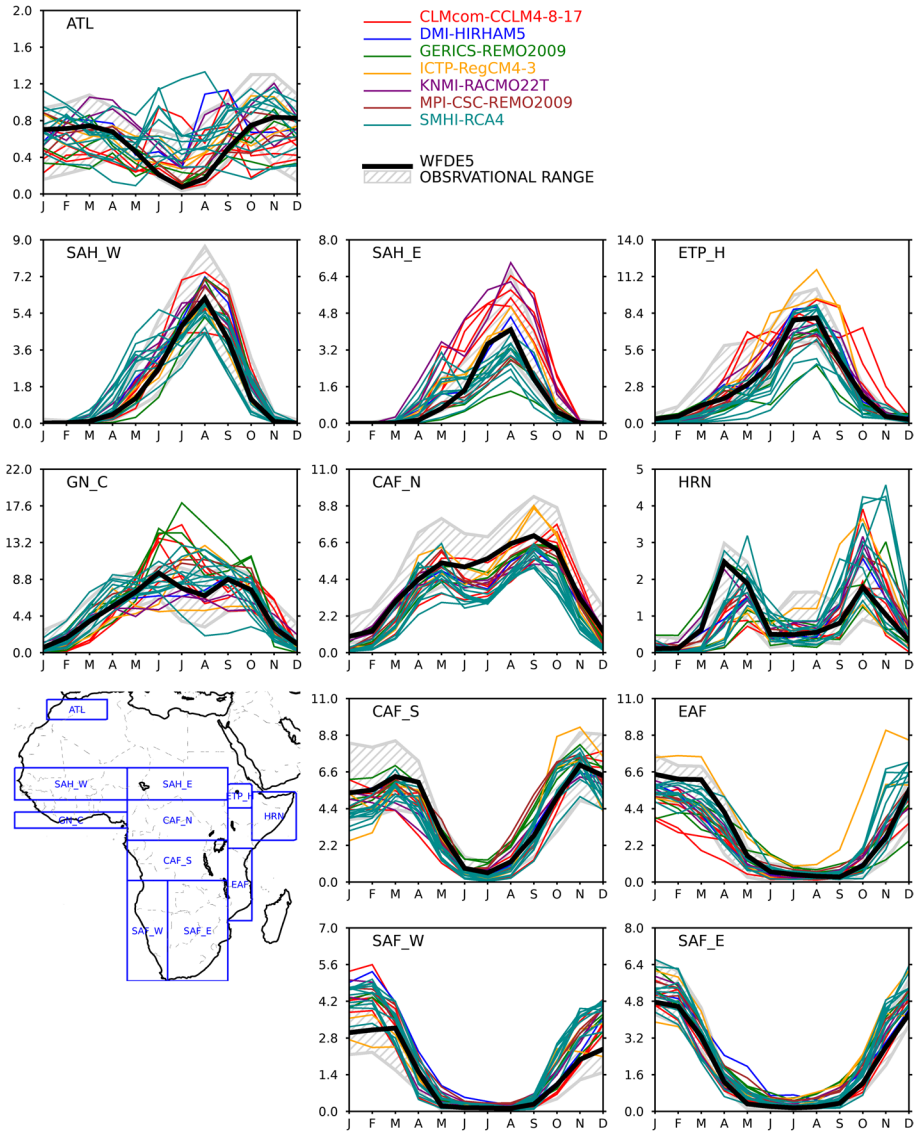 ATL
2.0
1.6
1.2
0.8
0.4
0.0
J F M A M J J A S O N D
CLMcom-CCLM4-8-17
DMI-HIRHAM5
GERICS-REMO2009
ICTP-RegCM4-3
KNMI-RACMO22T
MPI-CSC-REMO2009
SMHI-RCA4
WFDE5
OBSRVATIONAL RANGE
SAH_W
9.0
7.2
5.4
3.6
1.8
0.0
J F M A M J J A S O N D
SAH_E
8.0
6.4
4.8
3.2
1.6
0.0
J F M A M J J A S O N D
ETP_H
14.0
11.2
8.4
5.6
2.8
0.0
J F M A M J J A S O N D
GN_C
22.0
17.6
13.2
8.8
4.4
0.0
J F M A M J J A S O N D
CAF_N
11.0
8.8
6.6
4.4
2.2
0.0
J F M A M J J A S O N D
HRN
5
4
3
2
1
0
J F M A M J J A S O N D
ATL
SAH_W
SAH_E
ETP_H
GN_C
CAF_N
HRN
CAF_S
EAF
SAF_W
SAF_E
CAF_S
11.0
8.8
6.6
4.4
2.2
0.0
J F M A M J J A S O N D
EAF
11.0
8.8
6.6
4.4
2.2
0.0
J F M A M J J A S O N D
SAF_W
7.0
5.6
4.2
2.8
1.4
0.0
J F M A M J J A S O N D
SAF_E
8.0
6.4
4.8
3.2
1.6
0.0
J F M A M J J A S O N D